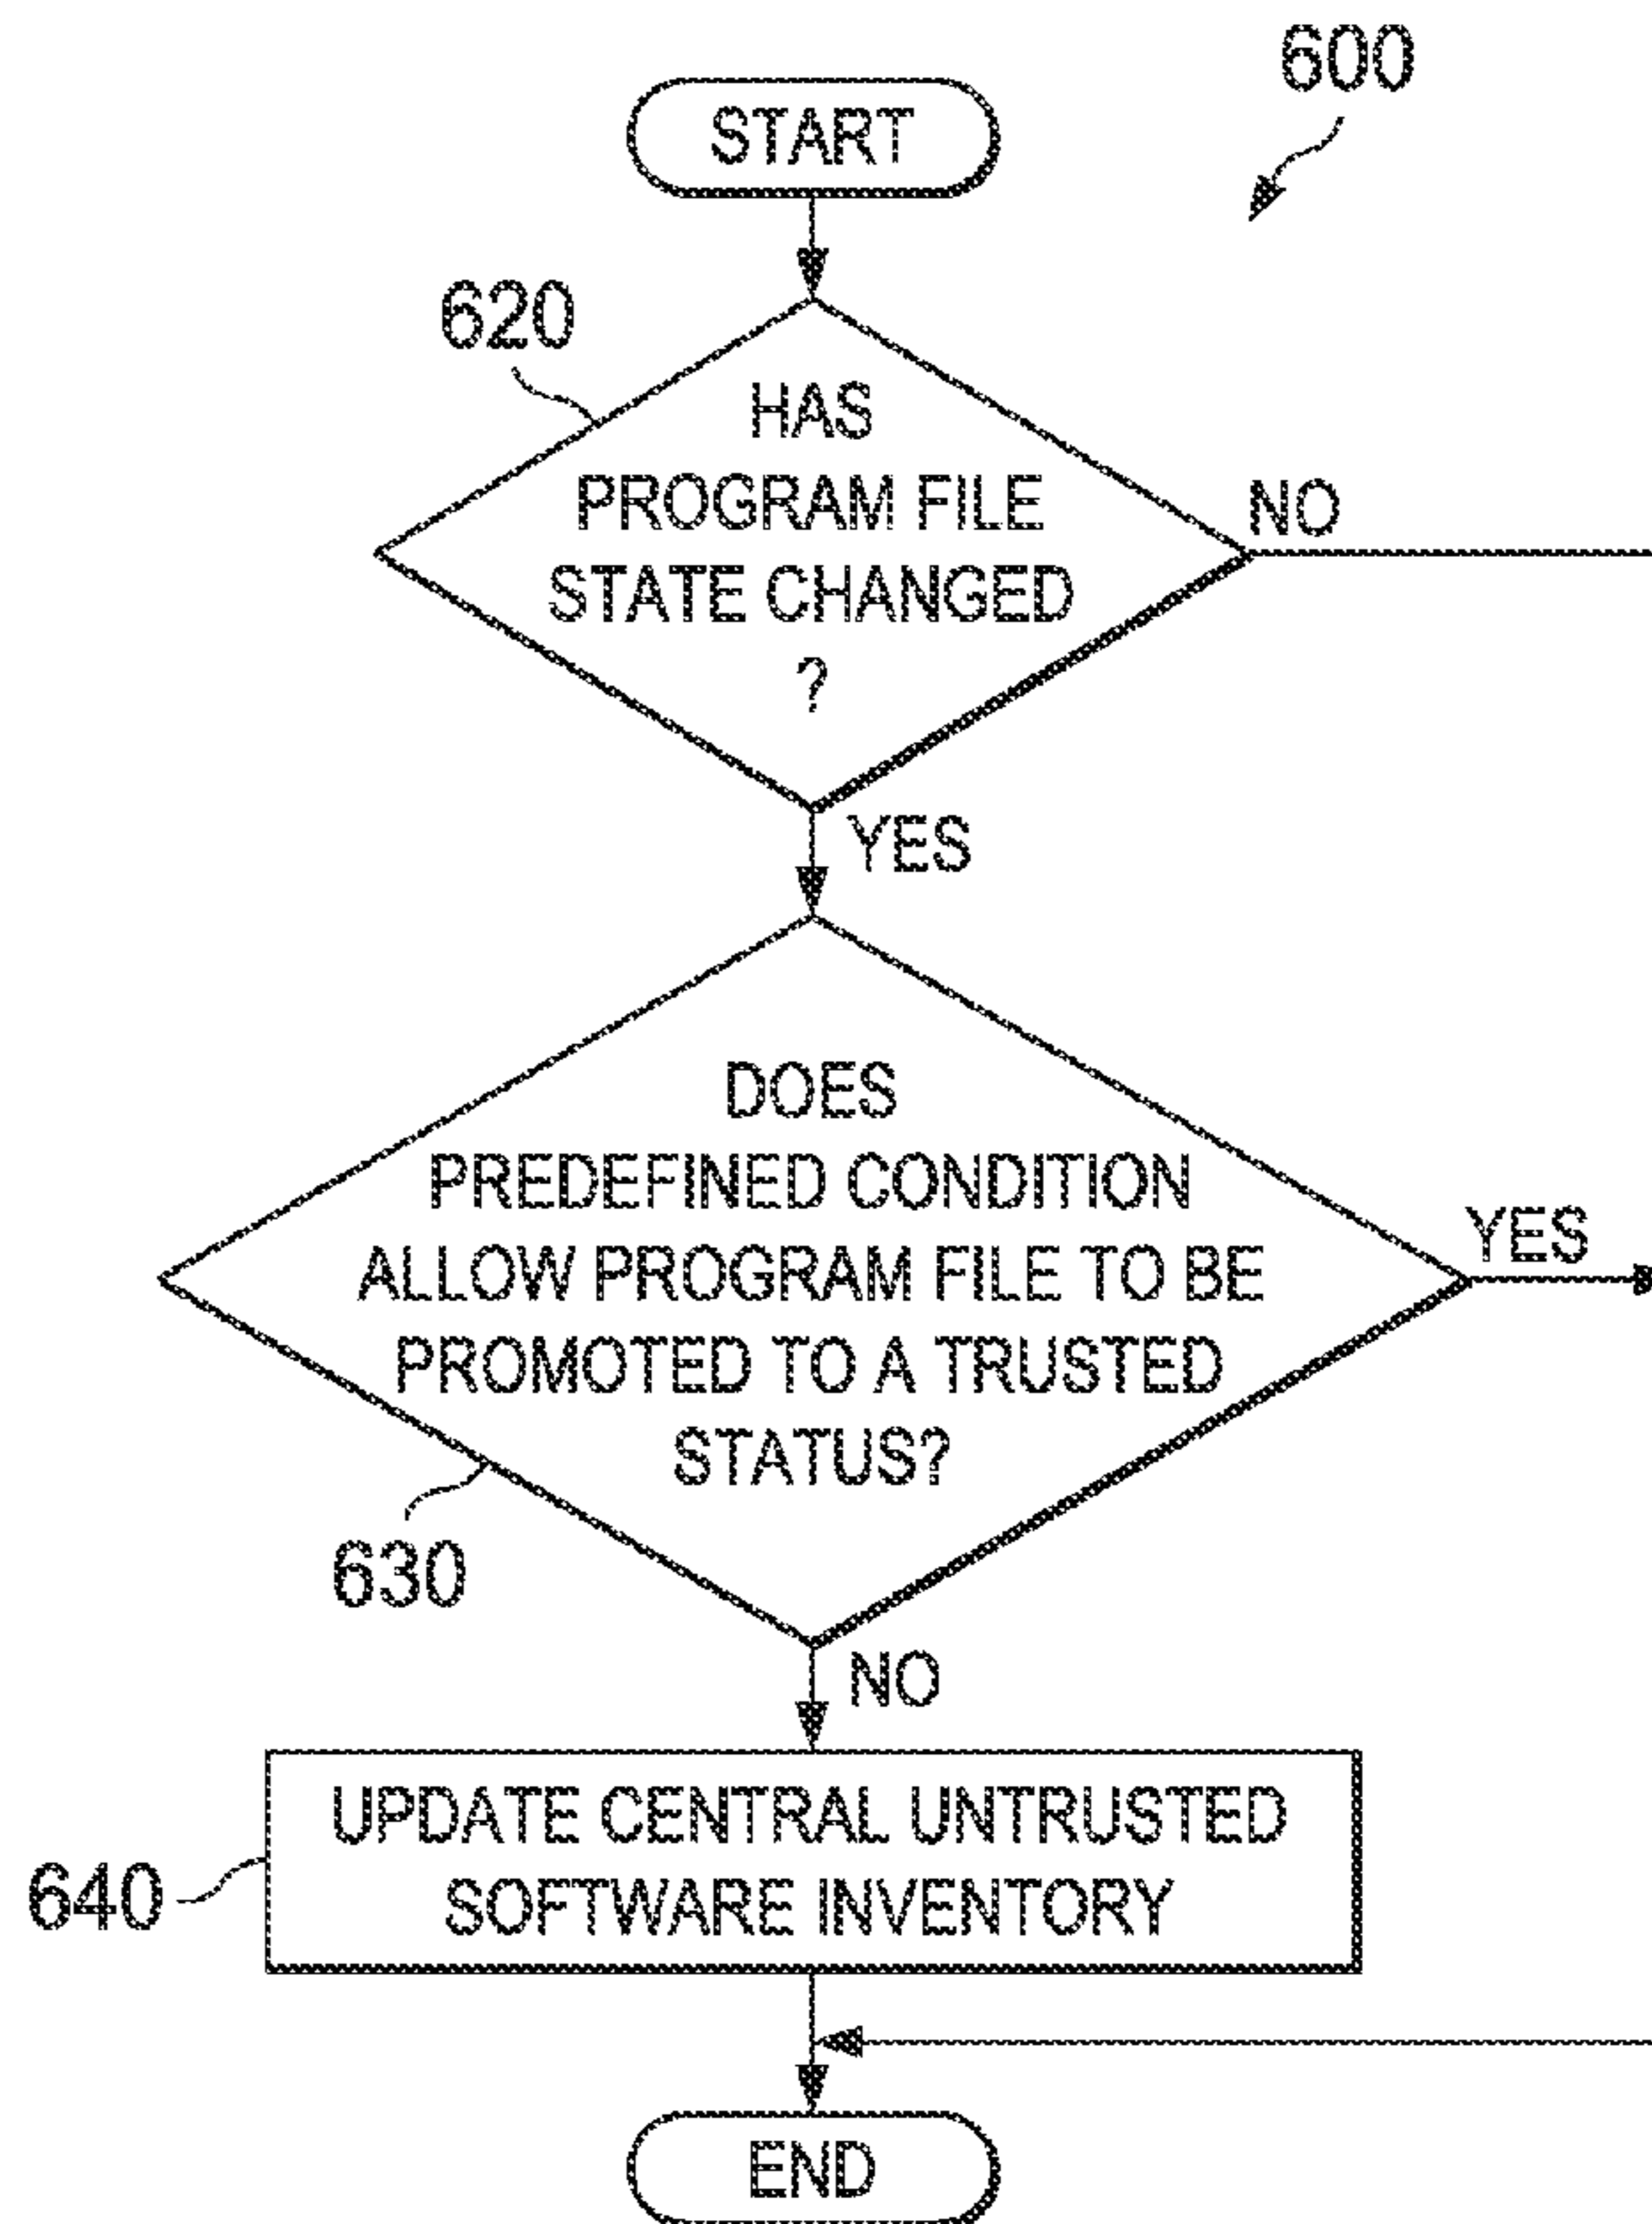 600
START
620
HAS
PROGRAM FILE
STATE CHANGED
?
NO
YES
DOES
PREDEFINED CONDITION
ALLOW PROGRAM FILE TO BE
PROMOTED TO A TRUSTED
STATUS?
YES
630
NO
UPDATE CENTRAL UNTRUSTED
SOFTWARE INVENTORY
640
END